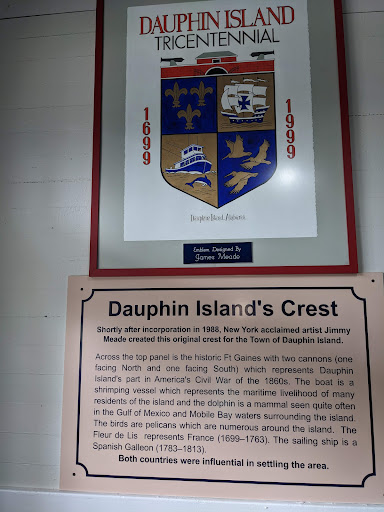 DAUPHIN ISLAND
TRICENTENNIAL
1699
1999
Dauphin Island, Alabama
Emblem Designed By
James Meade
Dauphin Island's Crest
Shortly after incorporation in 1988, New York acclaimed artist Jimmy
Meade created this original crest for the Town of Dauphin Island.
Across the top panel is the historic Ft Gaines with two cannons (one
facing North and one facing South) which represents Dauphin
Island's part in America's Civil War of the 1860s. The boat is a
shrimping vessel which represents the maritime livelihood of many
residents of the island and the dolphin is a mammal seen quite often
in the Gulf of Mexico and Mobile Bay waters surrounding the island.
The birds are pelicans which are numerous around the island. The
Fleur de Lis represents France (1699–1763). The sailing ship is a
Spanish Galleon (1783–1813).
Both countries were influential in settling the area.